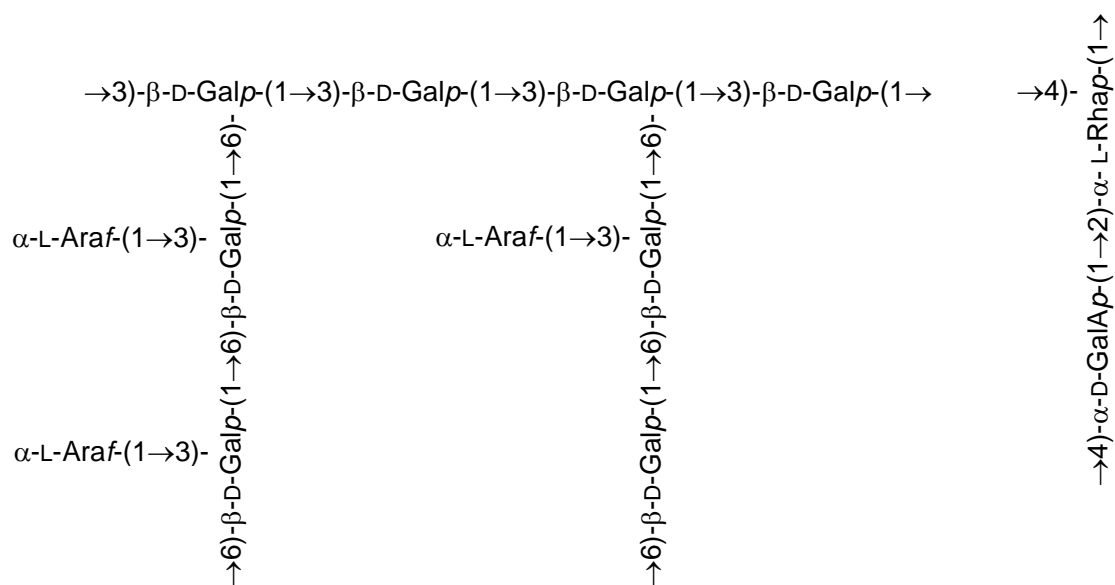 →3)-β-D-Galp-(1→3)-β-D-Galp-(1→3)-β-D-Galp-(1→3)-β-D-Galp-(1→
→4)-
α-L-Araf-(1→3)-
α-L-Araf-(1→3)-
α-L-Araf-(1→3)-
→6)-β-D-Galp-(1→6)-β-D-Galp-(1→6)-
→6)-β-D-Galp-(1→6)-β-D-Galp-(1→6)-
→4)-α-D-GalAp-(1→2)-α- L-Rhap-(1→